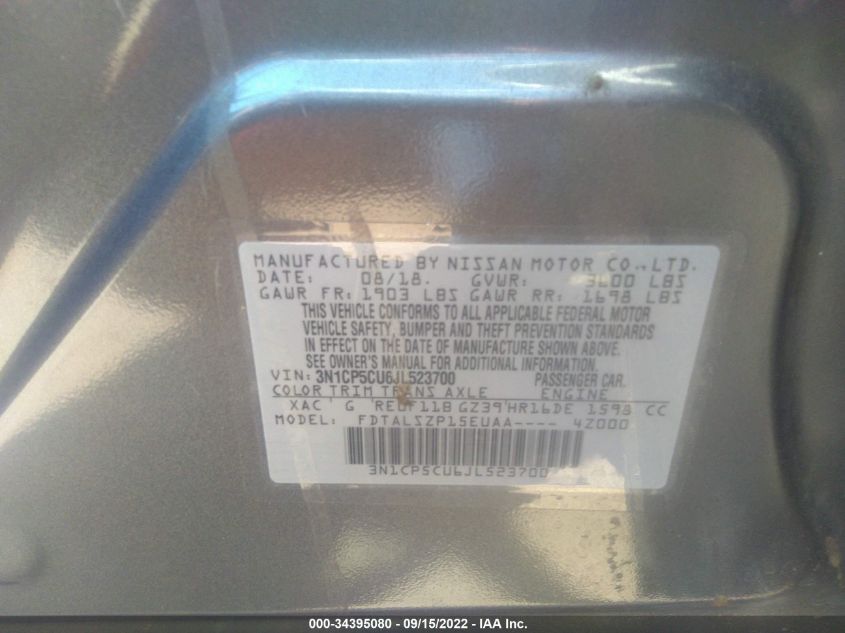 MANUFACTURED BY NISSAN MOTOR CO.,LTD.
DATE: 08/18. GVWR: 3600 LBS
GAWR FR: 1903 LBS GAWR RR: 1698 LBS
THIS VEHICLE CONFORMS TO ALL APPLICABLE FEDERAL MOTOR
VEHICLE SAFETY, BUMPER AND THEFT PREVENTION STANDARDS
IN EFFECT ON THE DATE OF MANUFACTURE SHOWN ABOVE.
SEE OWNER'S MANUAL FOR ADDITIONAL INFORMATION.
VIN: 3N1CP5CU6JL523700 PASSENGER CAR.
COLOR TRIM TRANS AXLE ENGINE
XAC G RE0F11B GZ39 HR16DE 1598 CC
MODEL: FDTALSZP15EUAA---- 4Z000
3N1CP5CU6JL523700
000-34395080 - 09/15/2022 - IAA Inc.